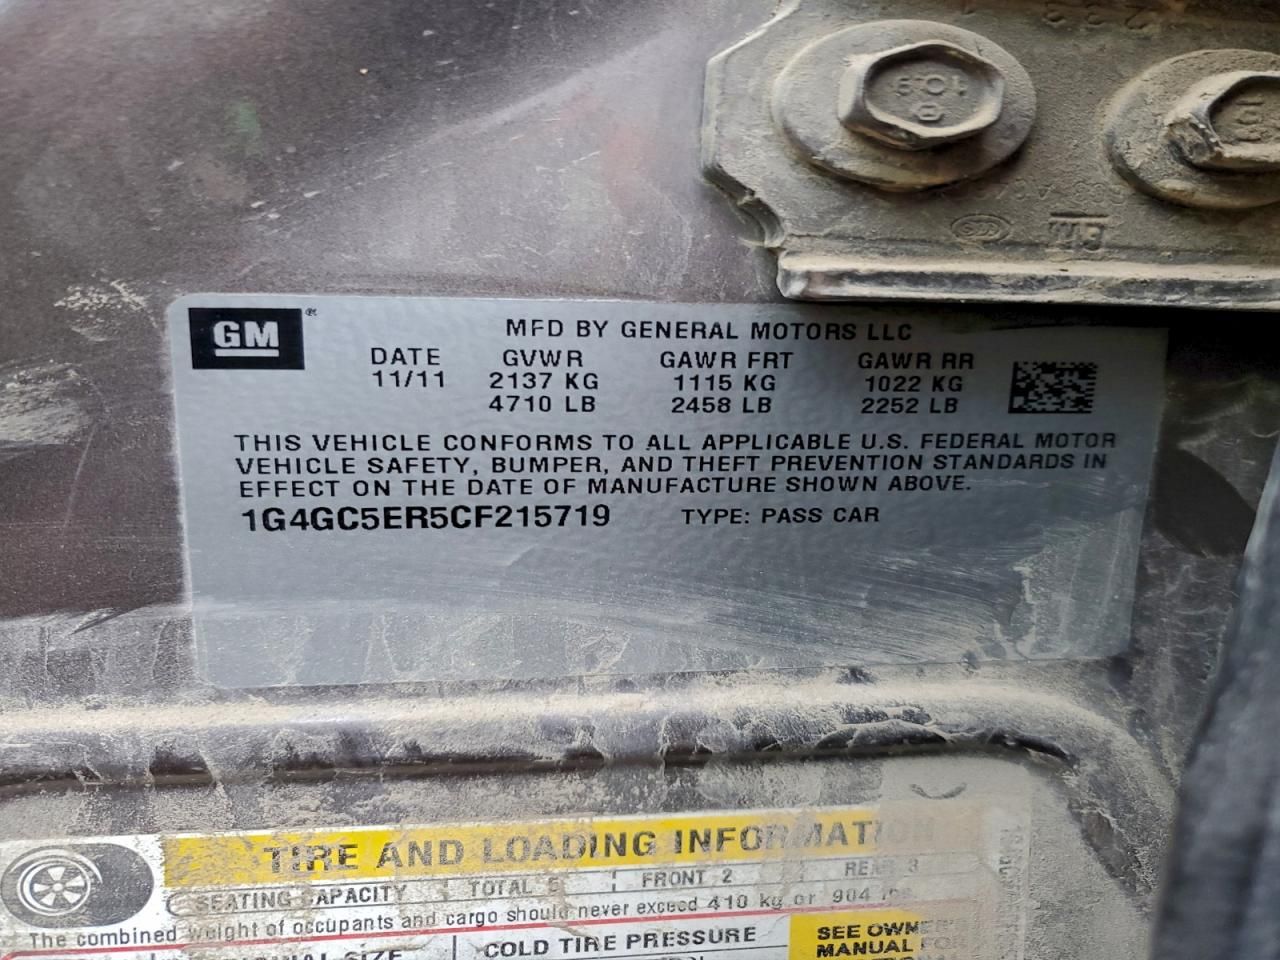 GM
MFD BY GENERAL MOTORS LLC
DATE GVWR GAWR FRT GAWR RR
11/11 2137 KG 1115 KG 1022 KG
4710 LB 2458 LB 2252 LB
THIS VEHICLE CONFORMS TO ALL APPLICABLE U.S. FEDERAL MOTOR
VEHICLE SAFETY, BUMPER, AND THEFT PREVENTION STANDARDS IN
EFFECT ON THE DATE OF MANUFACTURE SHOWN ABOVE.
1G4GC5ER5CF215719 TYPE: PASS CAR
TIRE AND LOADING INFORMATI
SEATING CAPACITY TOTAL 5 FRONT 2 REAR 3
The combined weight of occupants and cargo should never exceed 410 kg or 904
COLD TIRE PRESSURE
SEE OWNE
MANUAL FO